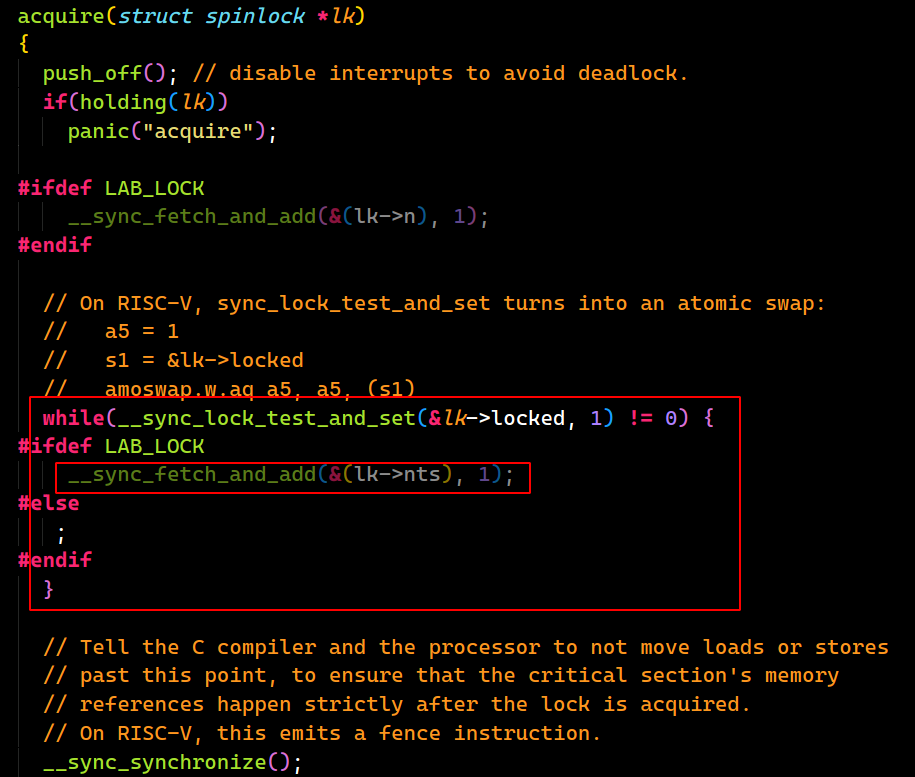 acquire(struct spinlock *lk)
{
  push_off(); // disable interrupts to avoid deadlock.
  if(holding(lk))
    panic("acquire");
#ifdef LAB_LOCK
    __sync_fetch_and_add(&(lk->n), 1);
#endif
  // On RISC-V, sync_lock_test_and_set turns into an atomic swap:
  //   a5 = 1
  //   s1 = &lk->locked
  //   amoswap.w.aq a5, a5, (s1)
  while(__sync_lock_test_and_set(&lk->locked, 1) != 0) {
#ifdef LAB_LOCK
    __sync_fetch_and_add(&(lk->nts), 1);
#else
   ;
#endif
  }
  // Tell the C compiler and the processor to not move loads or stores
  // past this point, to ensure that the critical section's memory
  // references happen strictly after the lock is acquired.
  // On RISC-V, this emits a fence instruction.
  __sync_synchronize();